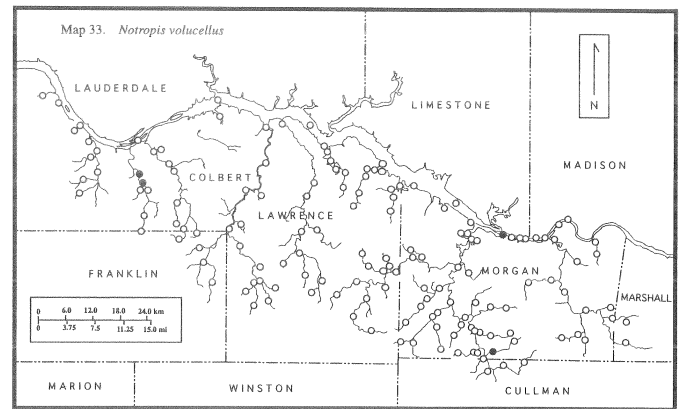 Map 33. Notropis volucellus
LAUDERDALE
LIMESTONE
N
MADISON
COLBERT
LAWRENCE
FRANKLIN
MORGAN
MARSHALL
0 6.0 12.0 18.0 24.0 km
0 3.75 7.5 11.25 15.0 mi
MARION
WINSTON
CULLMAN